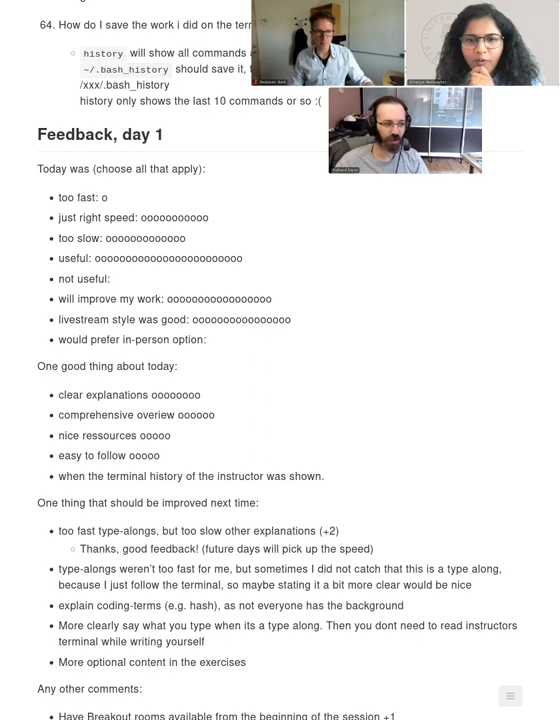 64. How do I save the work i did on the ter
history will show all commands
~/.bash_history should save it,
/xxx/.bash_history
history only shows the last 10 commands or so :(
Feedback, day 1
Today was (choose all that apply):
too fast: o
just right speed: ooooooooooo
too slow: ooooooooooooo
useful: oooooooooooooooooooooooo
not useful:
will improve my work: ooooooooooooooooo
livestream style was good: oooooooooooooooo
would prefer in-person option:
One good thing about today:
clear explanations oooooooo
comprehensive overiew oooooo
nice ressources ooooo
easy to follow ooooo
when the terminal history of the instructor was shown.
One thing that should be improved next time:
too fast type-alongs, but too slow other explanations (+2)
Thanks, good feedback! (future days will pick up the speed)
type-alongs weren't too fast for me, but sometimes I did not catch that this is a type along,
because I just follow the terminal, so maybe stating it a bit more clear would be nice
explain coding-terms (e.g. hash), as not everyone has the background
More clearly say what you type when its a type along. Then you dont need to read instructors
terminal while writing yourself
More optional content in the exercises
Any other comments:
Have Breakout rooms available from the beginning of the session +1